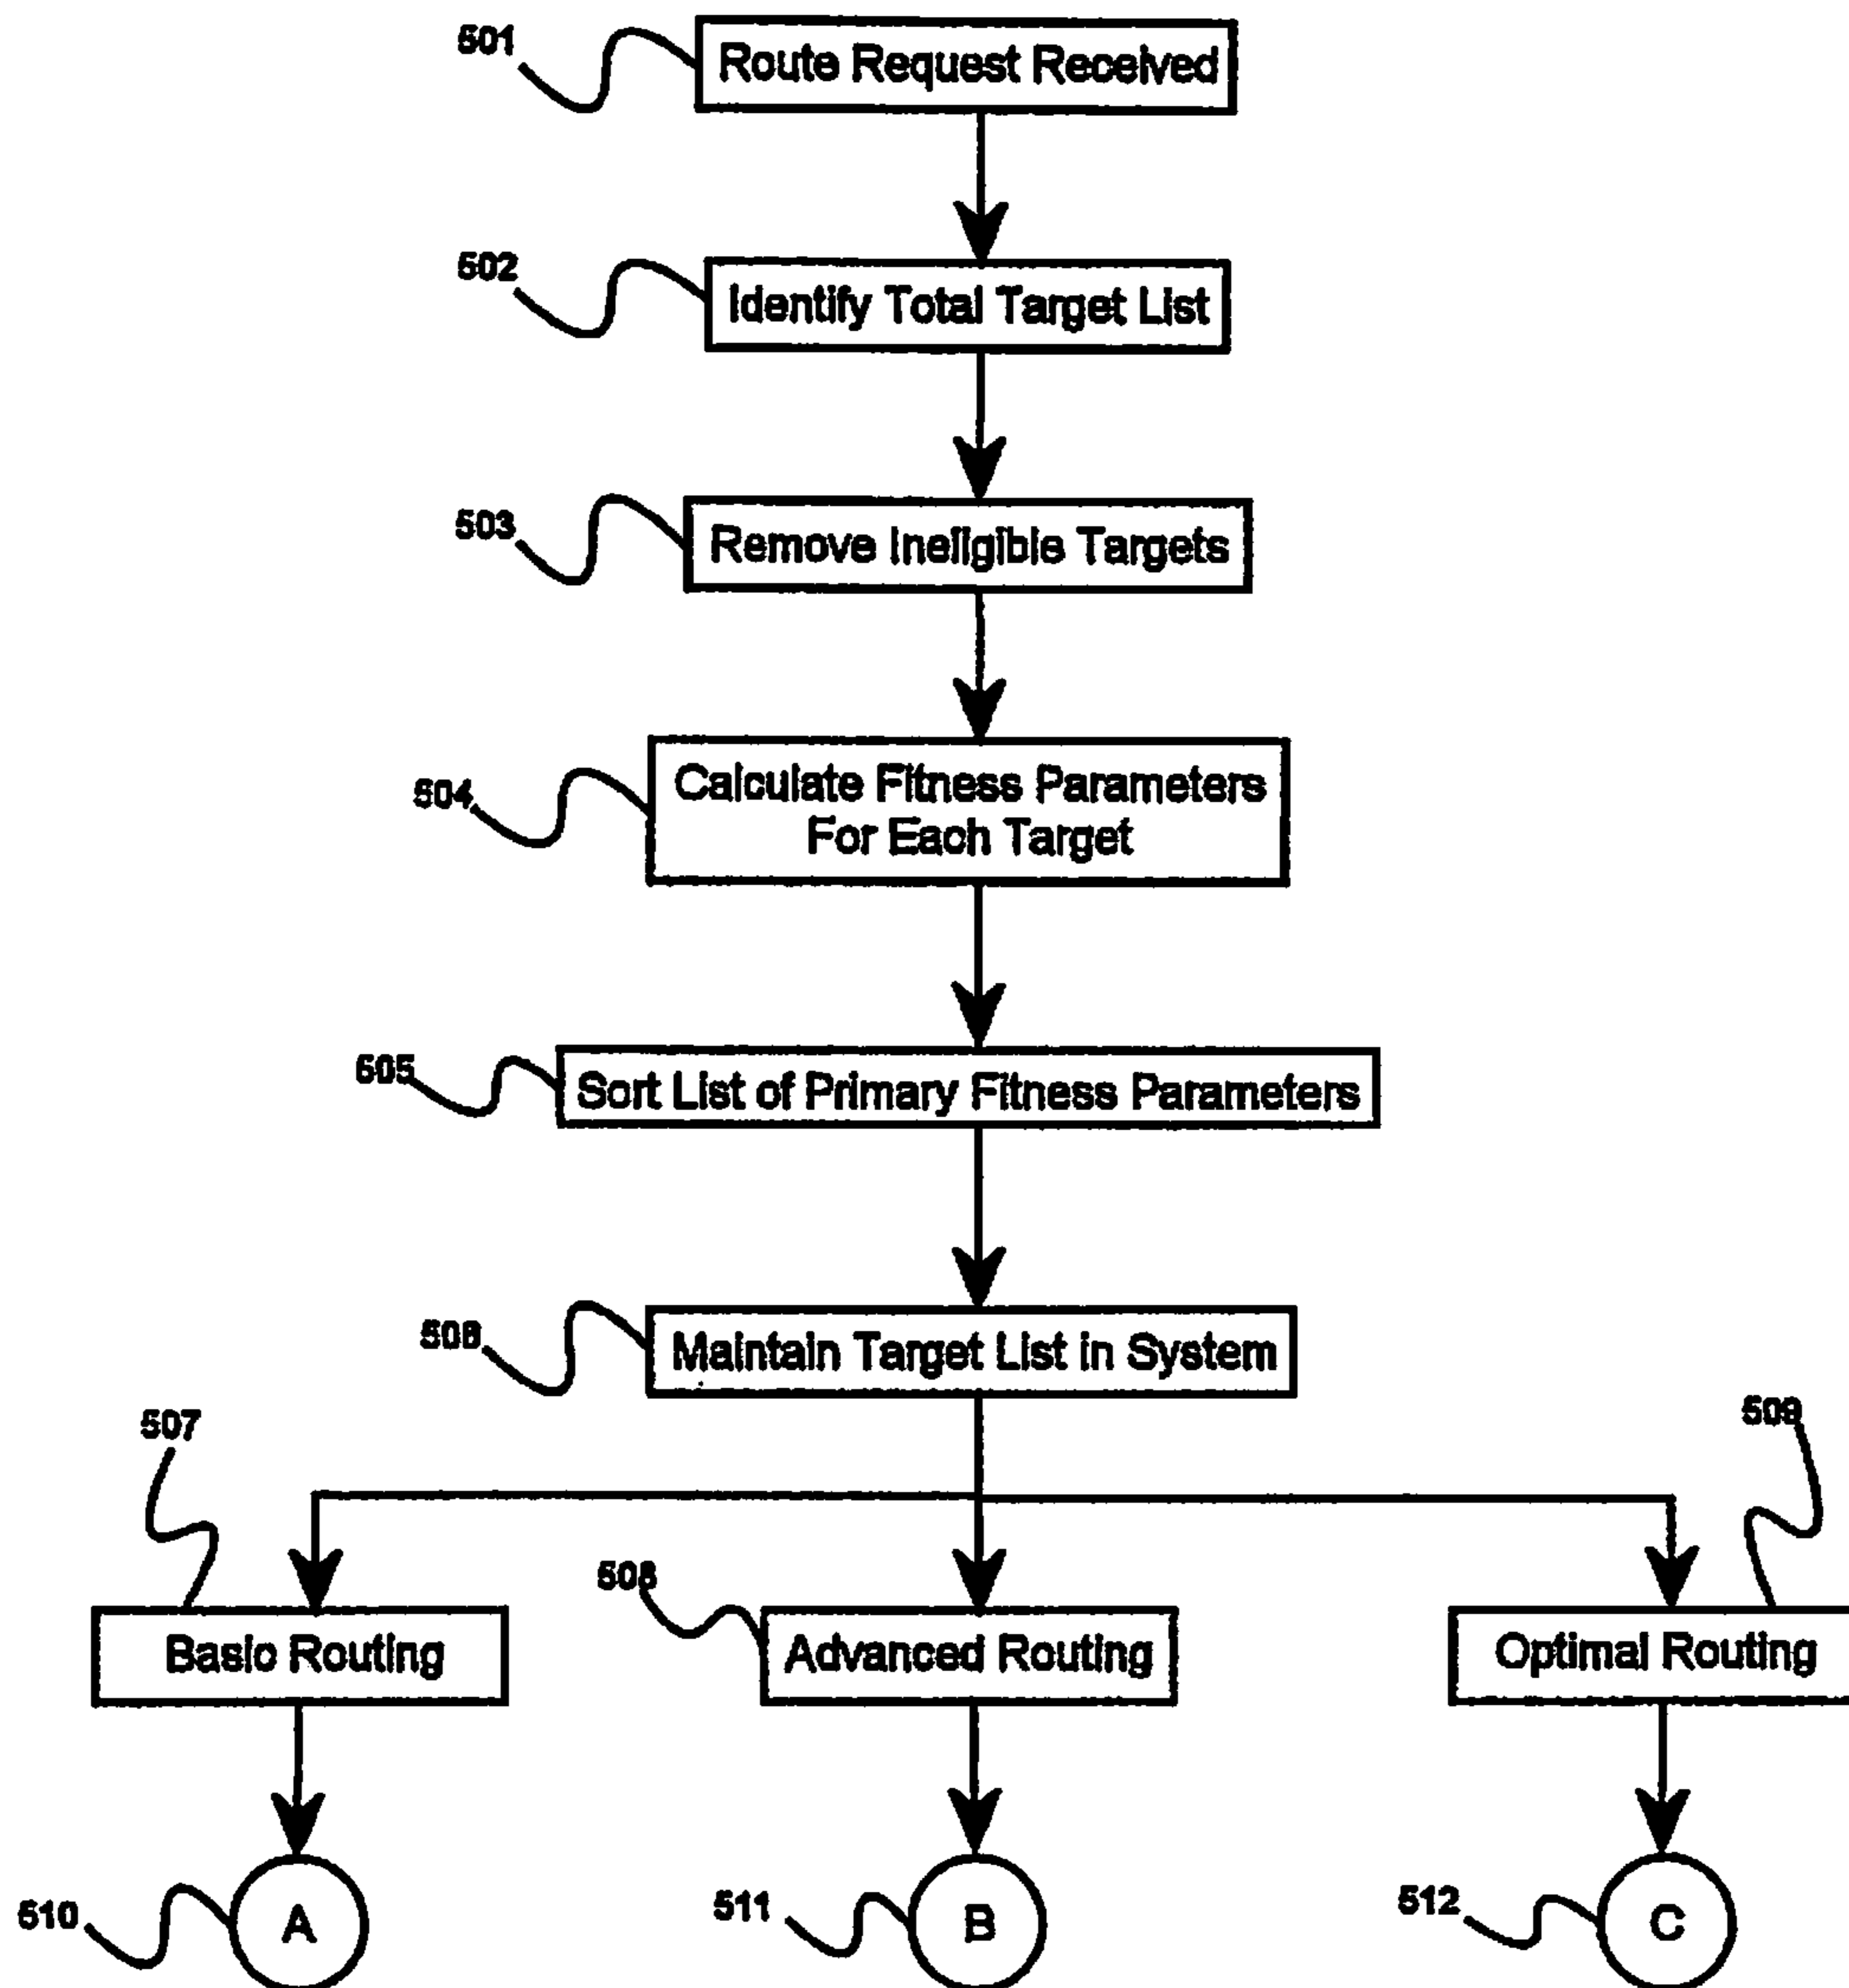 501
Route Request Received
502
Identify Total Target List
503
Remove Ineligible Targets
504
Calculate Fitness Parameters
For Each Target
505
Sort List of Primary Fitness Parameters
506
Maintain Target List in System
507
509
508
Basic Routing
Advanced Routing
Optimal Routing
510
A
511
B
512
C